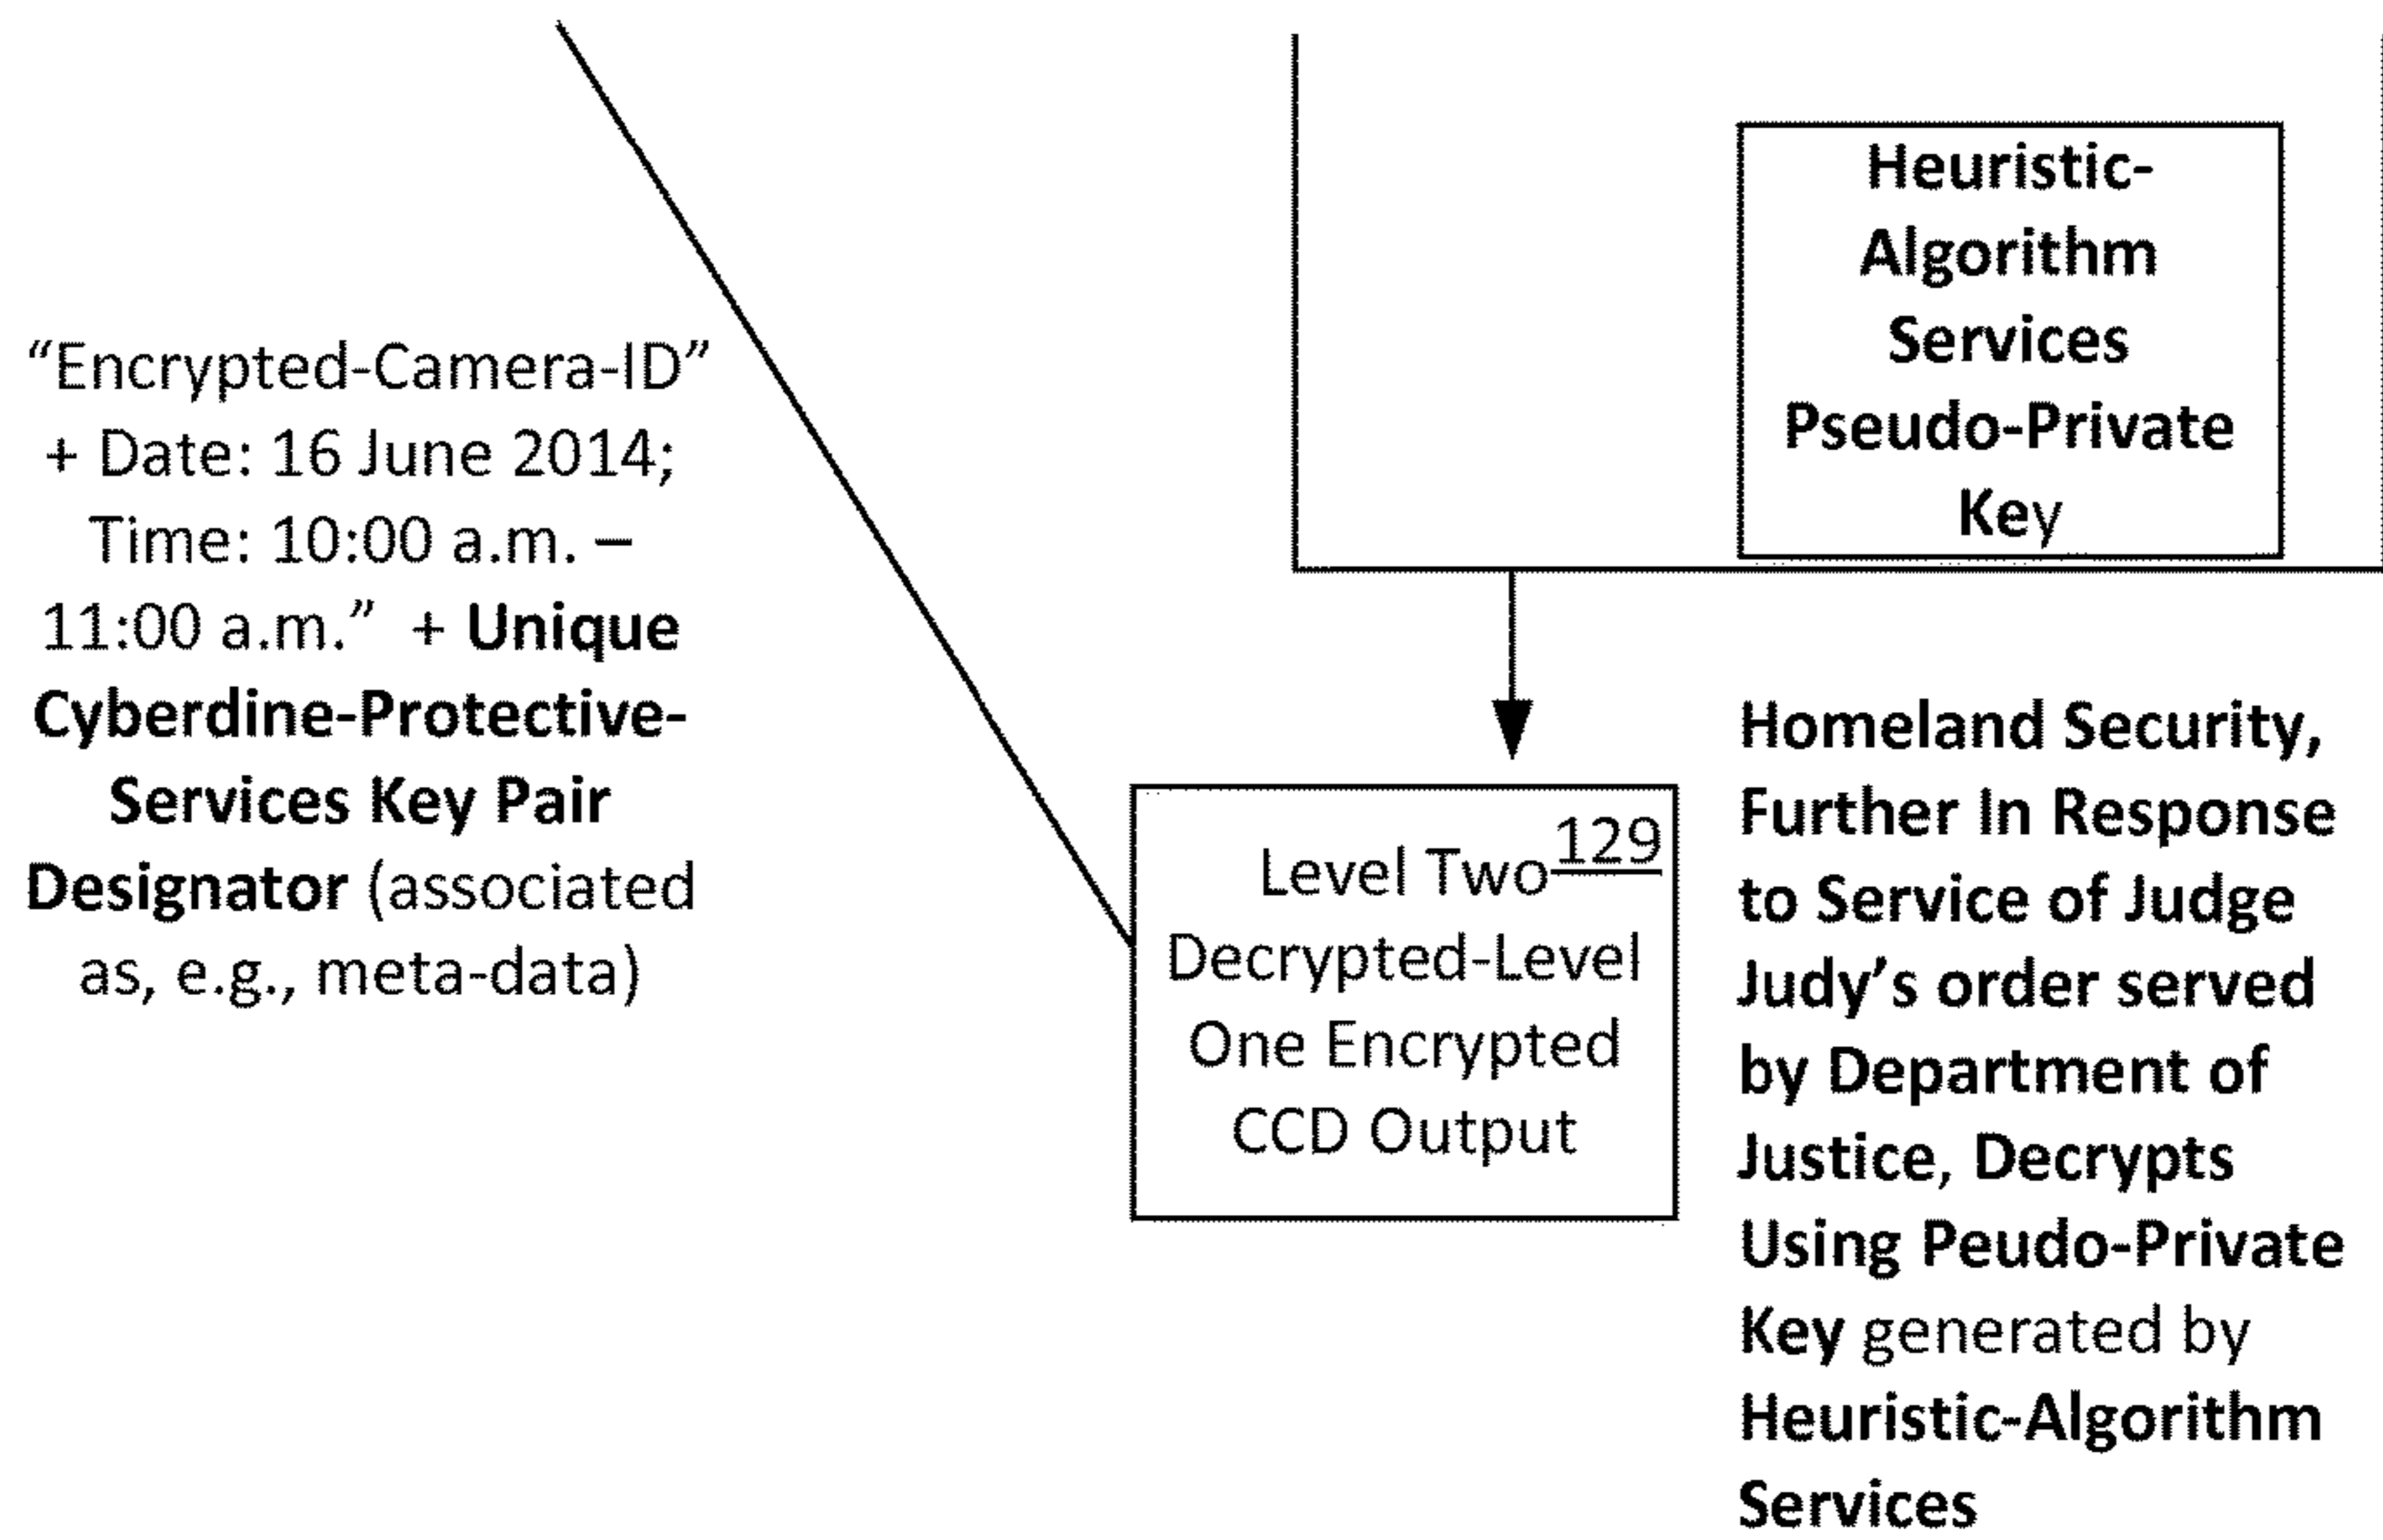 Heuristic-
Algorithm
Services
Pseudo-Private
Key
“Encrypted-Camera-ID”
+ Date: 16 June 2014;
Time: 10:00 a.m. –
11:00 a.m.” + Unique
Cyberdine-Protective-
Services Key Pair
Designator (associated
as, e.g., meta-data)
129
Level Two
Decrypted-Level
One Encrypted
CCD Output
Homeland Security,
Further In Response
to Service of Judge
Judy’s order served
by Department of
Justice, Decrypts
Using Peudo-Private
Key generated by
Heuristic-Algorithm
Services